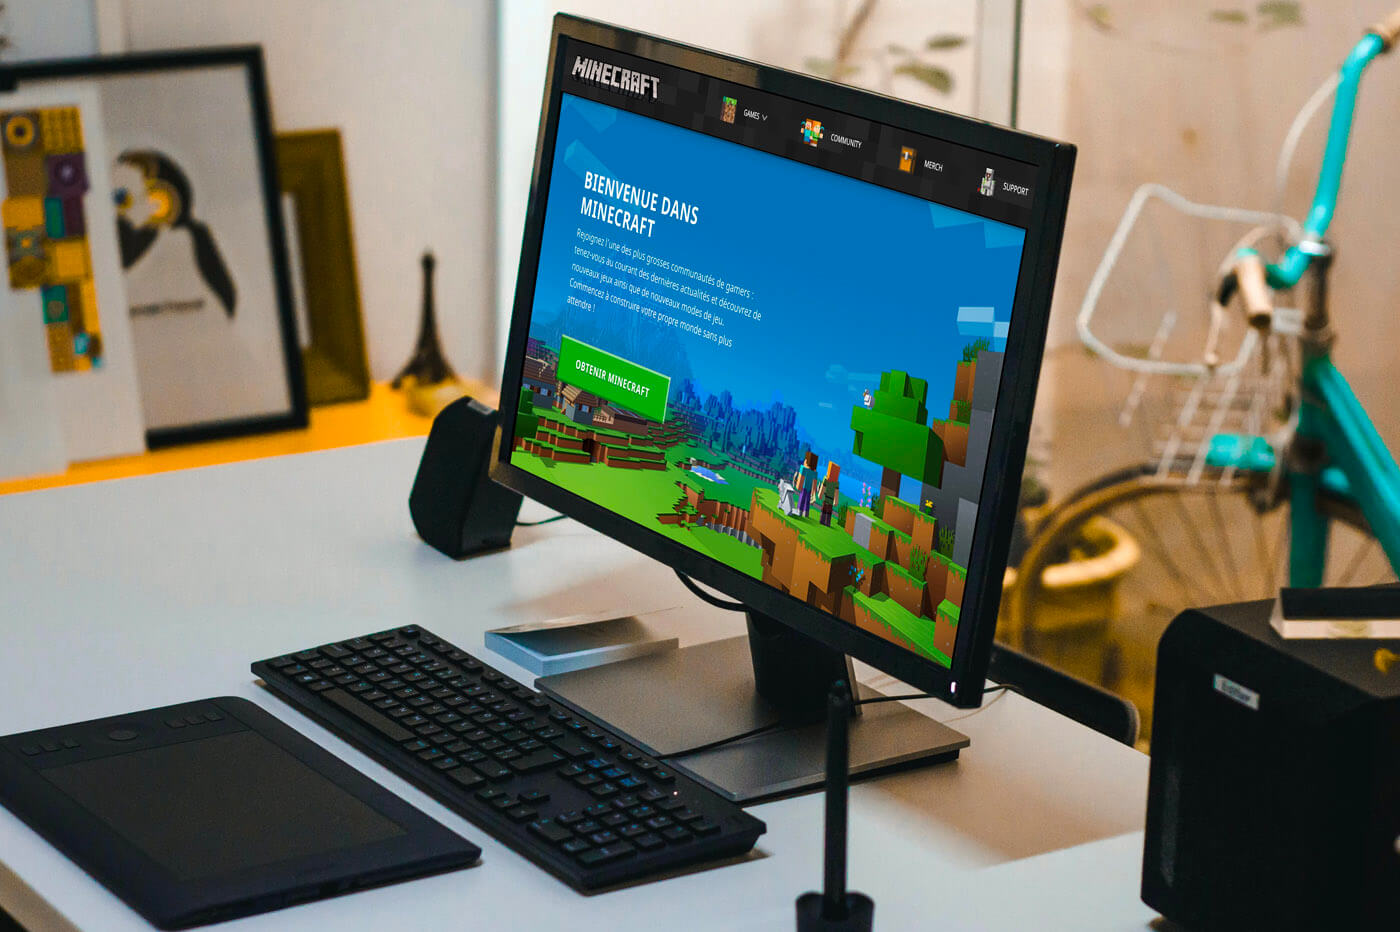 MINECRAFT
GAMES
COMMUNITY
MERCH
SUPPORT
BIENVENUE DANS
MINECRAFT
Rejoignez l'une des plus grosses communautés de gamers :
tenez-vous au courant des dernières actualités et découvrez de
nouveaux jeux ainsi que de nouveaux modes de jeu.
Commencez à construire votre propre monde sans plus
attendre !
OBTENIR MINECRAFT
Edifier